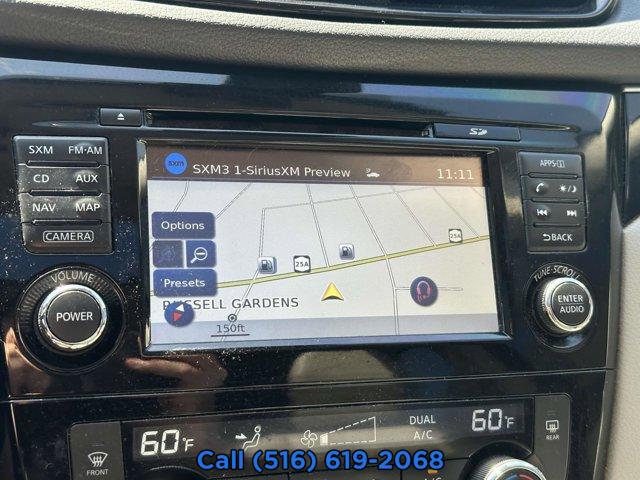 SXM FM·AM
CD AUX
NAV MAP
CAMERA
VOLUME
POWER
sxm SXM3 1-SiriusXM Preview 11:11
Options
Presets
25A
25A
RUSSELL GARDENS
150ft
SD
APPS·
BACK
TUNE·SCROLL
ENTER
AUDIO
60°F
DUAL
A/C
60°F
FRONT
REAR
A/C
Call (516) 619-2068